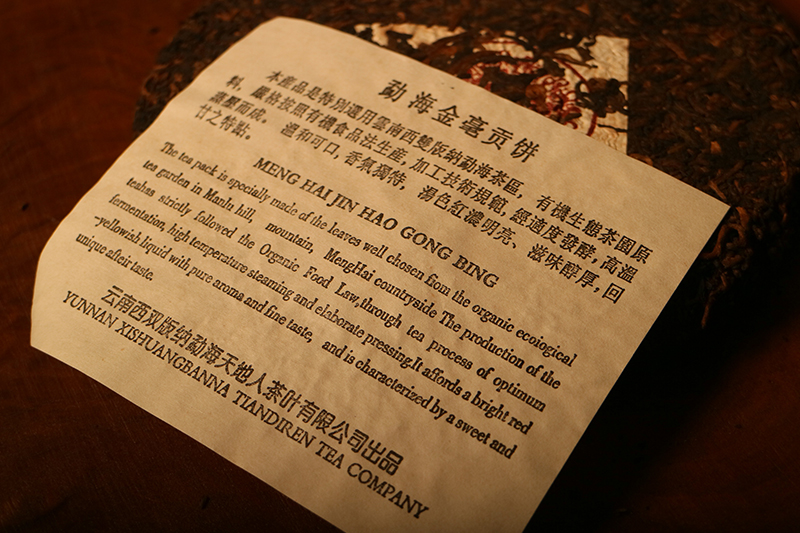 勐海金毫贡饼
本産品是特別選用雲南西雙版纳勐海茶區，有機生態茶園原
料，嚴格按照有機食品法生産，加工技術規範，經適度發酵，高溫
蒸壓而成。溫和可口，香氣獨特，湯色紅濃明亮、滋味醇厚，回
甘之特點。
MENG HAI JIN HAO GONG BING
The tea pack is specially made of the leaves well chosen from the organic ecoiogical
tea garden in Manla hill, mountain, MengHai countryside The production of the
teahas strictly followed the Organic Food Law,through tea process of optimum
fermentation, high temperature steaming and elaborate pressing.It affords a bright red
-yellowish liquid with pure aroma and fine taste, and is characterized by a sweet and
unique afteir taste.
云南西双版纳勐海天地人茶叶有限公司出品
YUNNAN XISHUANGBANNA TIANDIREN TEA COMPANY